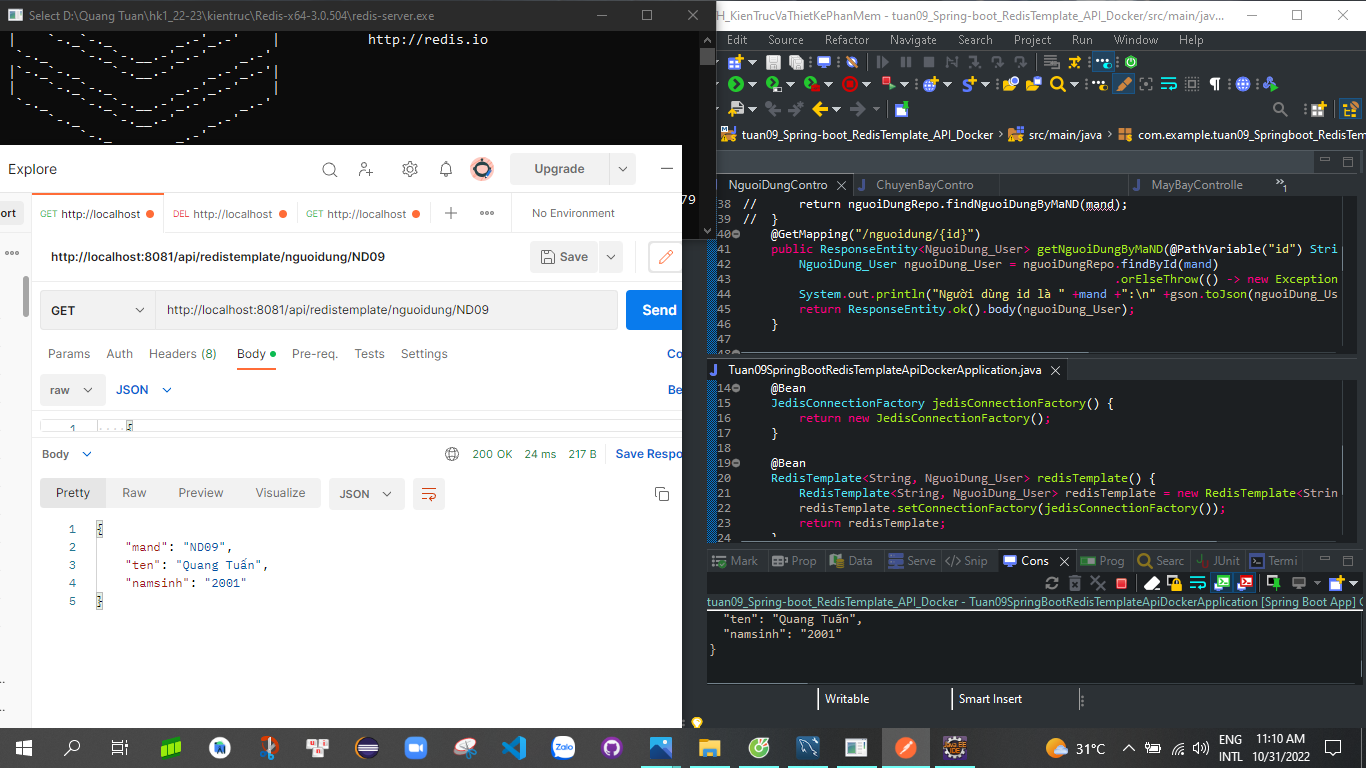 Select D:\Quang Tuan\hk1_22-23\kientruc\Redis-x64-3.0.504\redis-server.exe
http://redis.io
79
Explore
Upgrade
ort
GET http://localhost
DEL http://localhost
GET http://localhost
No Environment
http://localhost:8081/api/redistemplate/nguoidung/ND09
Save
GET
http://localhost:8081/api/redistemplate/nguoidung/ND09
Send
Params Auth Headers (8) Body Pre-req. Tests Settings
Co
raw JSON
Be
1 {
Body
200 OK 24 ms 217 B Save Respo
Pretty Raw Preview Visualize JSON
1 {
2 "mand": "ND09",
3 "ten": "Quang Tuấn",
4 "namsinh": "2001"
5 }
H_KienTrucVaThietKePhanMem - tuan09_Spring-boot_RedisTemplate_API_Docker/src/main/jav...
Edit Source Refactor Navigate Search Project Run Window Help
tuan09_Spring-boot_RedisTemplate_API_Docker src/main/java com.example.tuan09_Springboot_RedisTem
NguoiDungContro ChuyenBayContro MayBayControlle 1
38 // return nguoiDungRepo.findNguoiDungByMaND(mand);
39 // }
40 @GetMapping("/nguoidung/{id}")
41 public ResponseEntity<NguoiDung_User> getNguoiDungByMaND(@PathVariable("id") Stri
42 NguoiDung_User nguoiDung_User = nguoiDungRepo.findById(mand)
43 .orElseThrow(() -> new Exception
44 System.out.println("Người dùng id là " +mand +":\n" +gson.toJson(nguoiDung_Us
45 return ResponseEntity.ok().body(nguoiDung_User);
46 }
47
48
Tuan09SpringBootRedisTemplateApiDockerApplication.java
14 @Bean
15 JedisConnectionFactory jedisConnectionFactory() {
16 return new JedisConnectionFactory();
17 }
18
19 @Bean
20 RedisTemplate<String, NguoiDung_User> redisTemplate() {
21 RedisTemplate<String, NguoiDung_User> redisTemplate = new RedisTemplate<Strin
22 redisTemplate.setConnectionFactory(jedisConnectionFactory());
23 return redisTemplate;
24 }
Mark Prop Data Serve Snip Cons Prog Searc JUnit Termi
tuan09_Spring-boot_RedisTemplate_API_Docker - Tuan09SpringBootRedisTemplateApiDockerApplication [Spring Boot App]
"ten": "Quang Tuấn",
"namsinh": "2001"
}
Writable Smart Insert
Zalo
31°C
ENG
INTL
11:10 AM
10/31/2022